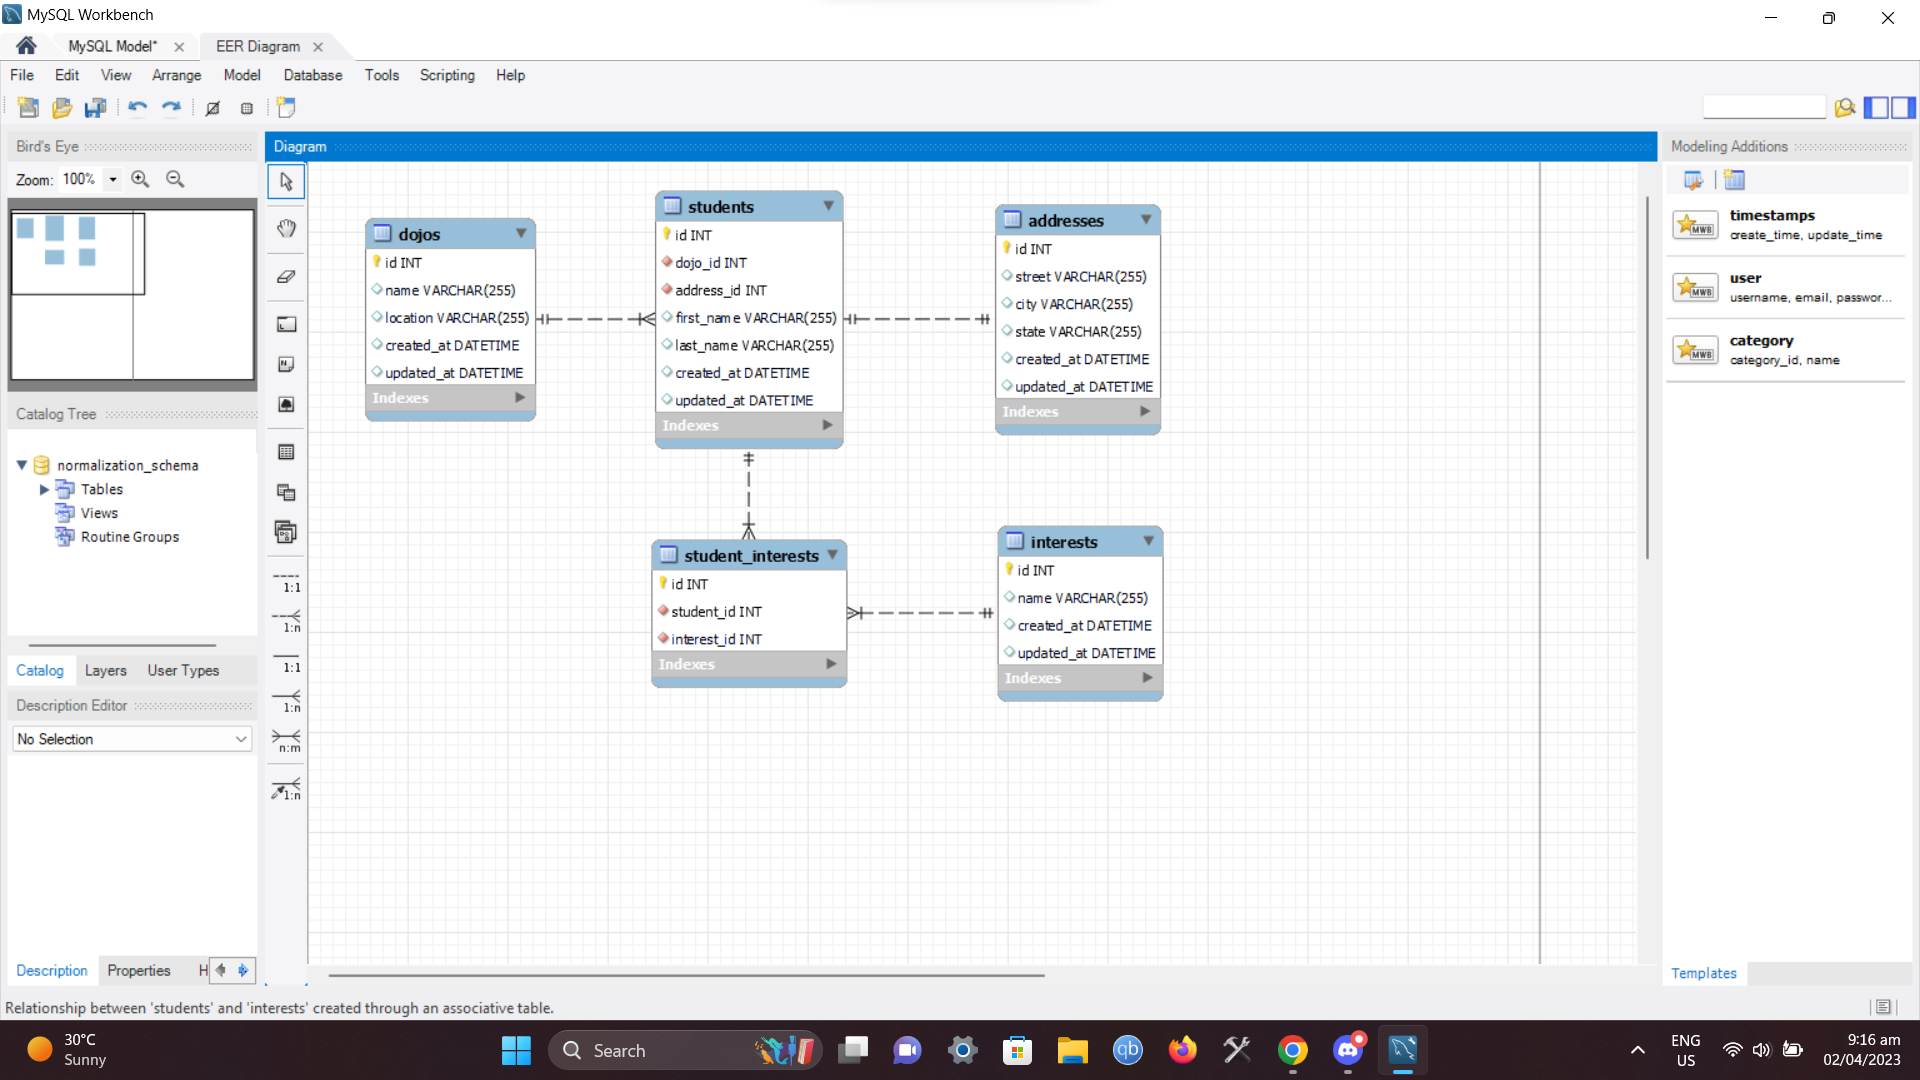 MySQL Workbench
MySQL Model*
EER Diagram
File Edit View Arrange Model Database Tools Scripting Help
Bird's Eye
Zoom: 100%
Catalog Tree
normalization_schema
Tables
Views
Routine Groups
Catalog Layers User Types
Description Editor
No Selection
Description Properties H
Diagram
1:1
1:n
1:1
1:n
n:m
1:n
dojos
id INT
name VARCHAR(255)
location VARCHAR(255)
created_at DATETIME
updated_at DATETIME
Indexes
students
id INT
dojo_id INT
address_id INT
first_name VARCHAR(255)
last_name VARCHAR(255)
created_at DATETIME
updated_at DATETIME
Indexes
addresses
id INT
street VARCHAR(255)
city VARCHAR(255)
state VARCHAR(255)
created_at DATETIME
updated_at DATETIME
Indexes
student_interests
id INT
student_id INT
interest_id INT
Indexes
interests
id INT
name VARCHAR(255)
created_at DATETIME
updated_at DATETIME
Indexes
Modeling Additions
MWB
timestamps
create_time, update_time
MWB
user
username, email, passwor...
MWB
category
category_id, name
Templates
Relationship between 'students' and 'interests' created through an associative table.
30°C
Sunny
Search
qb
ENG
US
9:16 am
02/04/2023